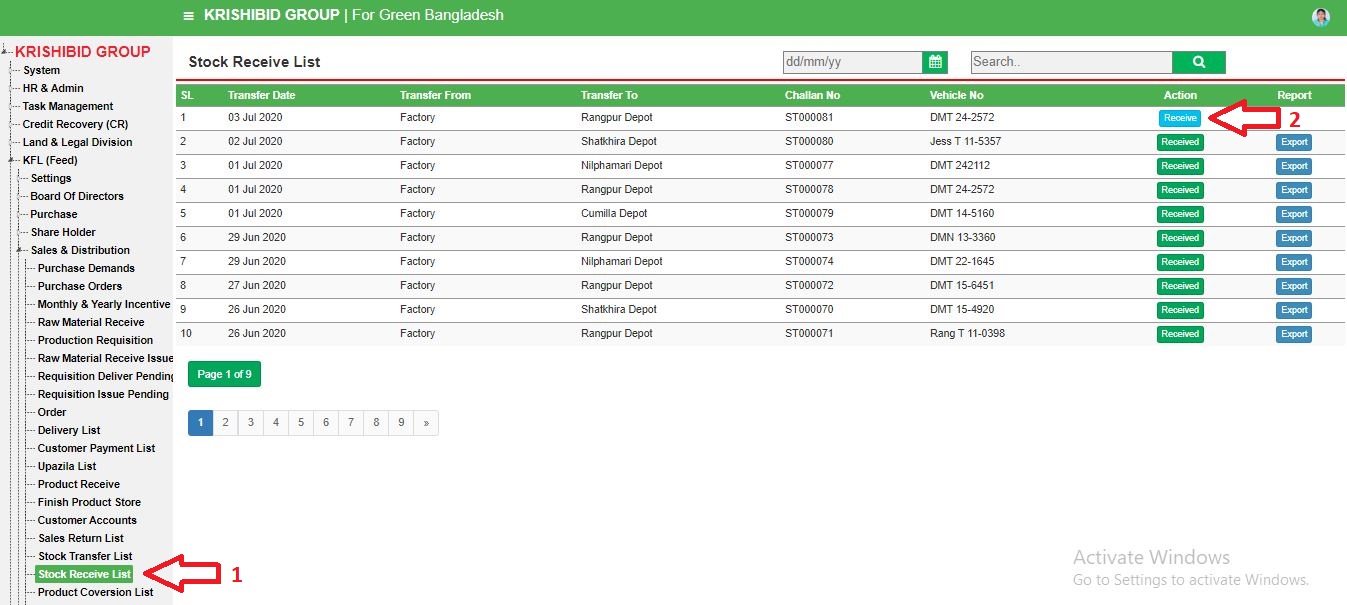 ≡ KRISHIBID GROUP | For Green Bangladesh
KRISHIBID GROUP
System
HR & Admin
Task Management
Credit Recovery (CR)
Land & Legal Division
KFL (Feed)
Settings
Board Of Directors
Purchase
Share Holder
Sales & Distribution
Purchase Demands
Purchase Orders
Monthly & Yearly Incentive
Raw Material Receive
Production Requisition
Raw Material Receive Issue
Requisition Deliver Pending
Requisition Issue Pending
Order
Delivery List
Customer Payment List
Upazila List
Product Receive
Finish Product Store
Customer Accounts
Sales Return List
Stock Transfer List
Stock Receive List 1
Product Coversion List
Stock Receive List dd/mm/yy Search..
SL Transfer Date Transfer From Transfer To Challan No Vehicle No Action Report
1 03 Jul 2020 Factory Rangpur Depot ST000081 DMT 24-2572 Receive 2
2 02 Jul 2020 Factory Shatkhira Depot ST000080 Jess T 11-5357 Received Export
3 01 Jul 2020 Factory Nilphamari Depot ST000077 DMT 242112 Received Export
4 01 Jul 2020 Factory Rangpur Depot ST000078 DMT 24-2572 Received Export
5 01 Jul 2020 Factory Cumilla Depot ST000079 DMT 14-5160 Received Export
6 29 Jun 2020 Factory Rangpur Depot ST000073 DMN 13-3360 Received Export
7 29 Jun 2020 Factory Nilphamari Depot ST000074 DMT 22-1645 Received Export
8 27 Jun 2020 Factory Rangpur Depot ST000072 DMT 15-6451 Received Export
9 26 Jun 2020 Factory Shatkhira Depot ST000070 DMT 15-4920 Received Export
10 26 Jun 2020 Factory Rangpur Depot ST000071 Rang T 11-0398 Received Export
Page 1 of 9
1 2 3 4 5 6 7 8 9 »
Activate Windows
Go to Settings to activate Windows.